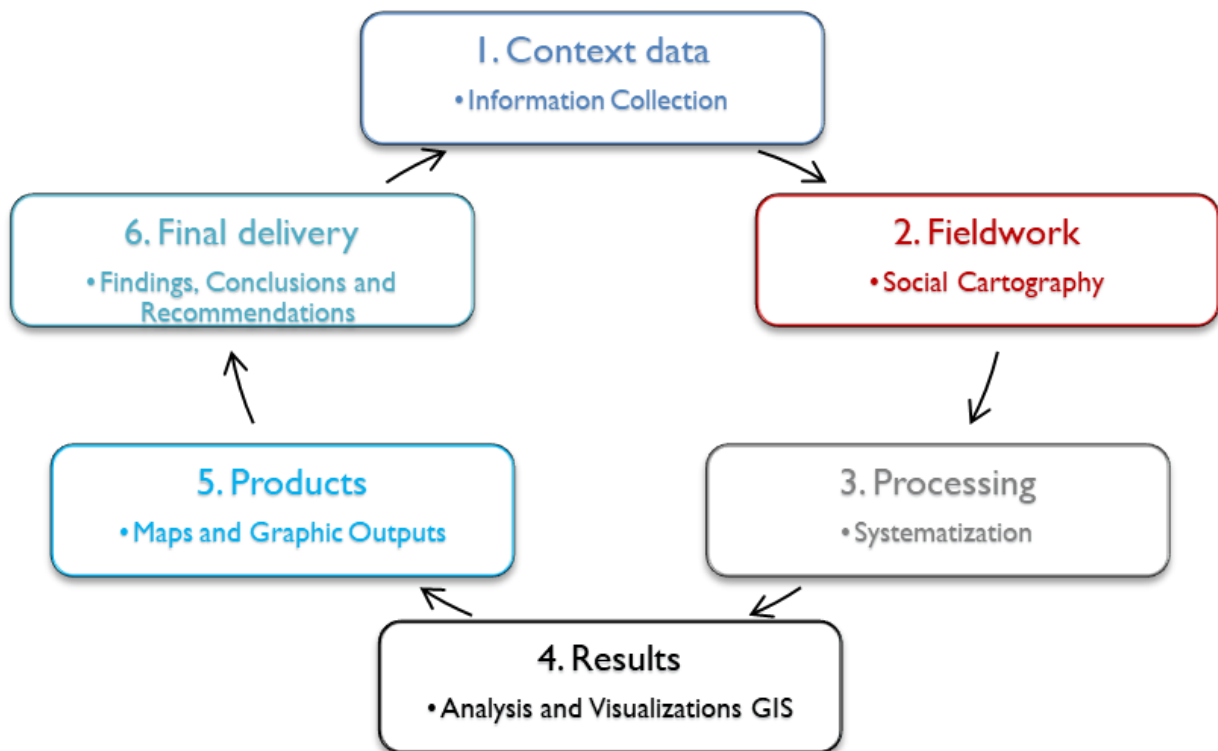 1. Context data
• Information Collection
2. Fieldwork
• Social Cartography
3. Processing
• Systematization
4. Results
• Analysis and Visualizations GIS
5. Products
• Maps and Graphic Outputs
6. Final delivery
• Findings, Conclusions and
Recommendations